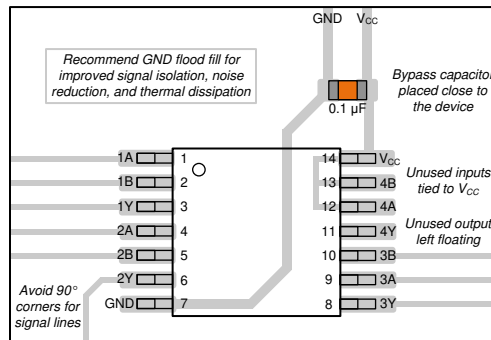 GND VCC
Recommend GND flood fill for
improved signal isolation, noise
reduction, and thermal dissipation
Bypass capacitor
placed close to
the device
0.1 µF
1A 1 14 VCC
1B 2 13 4B
Unused inputs
tied to VCC
1Y 3 12 4A
2A 4 11 4Y
Unused output
left floating
2B 5 10 3B
2Y 6 9 3A
Avoid 90°
corners for
signal lines
GND 7 8 3Y